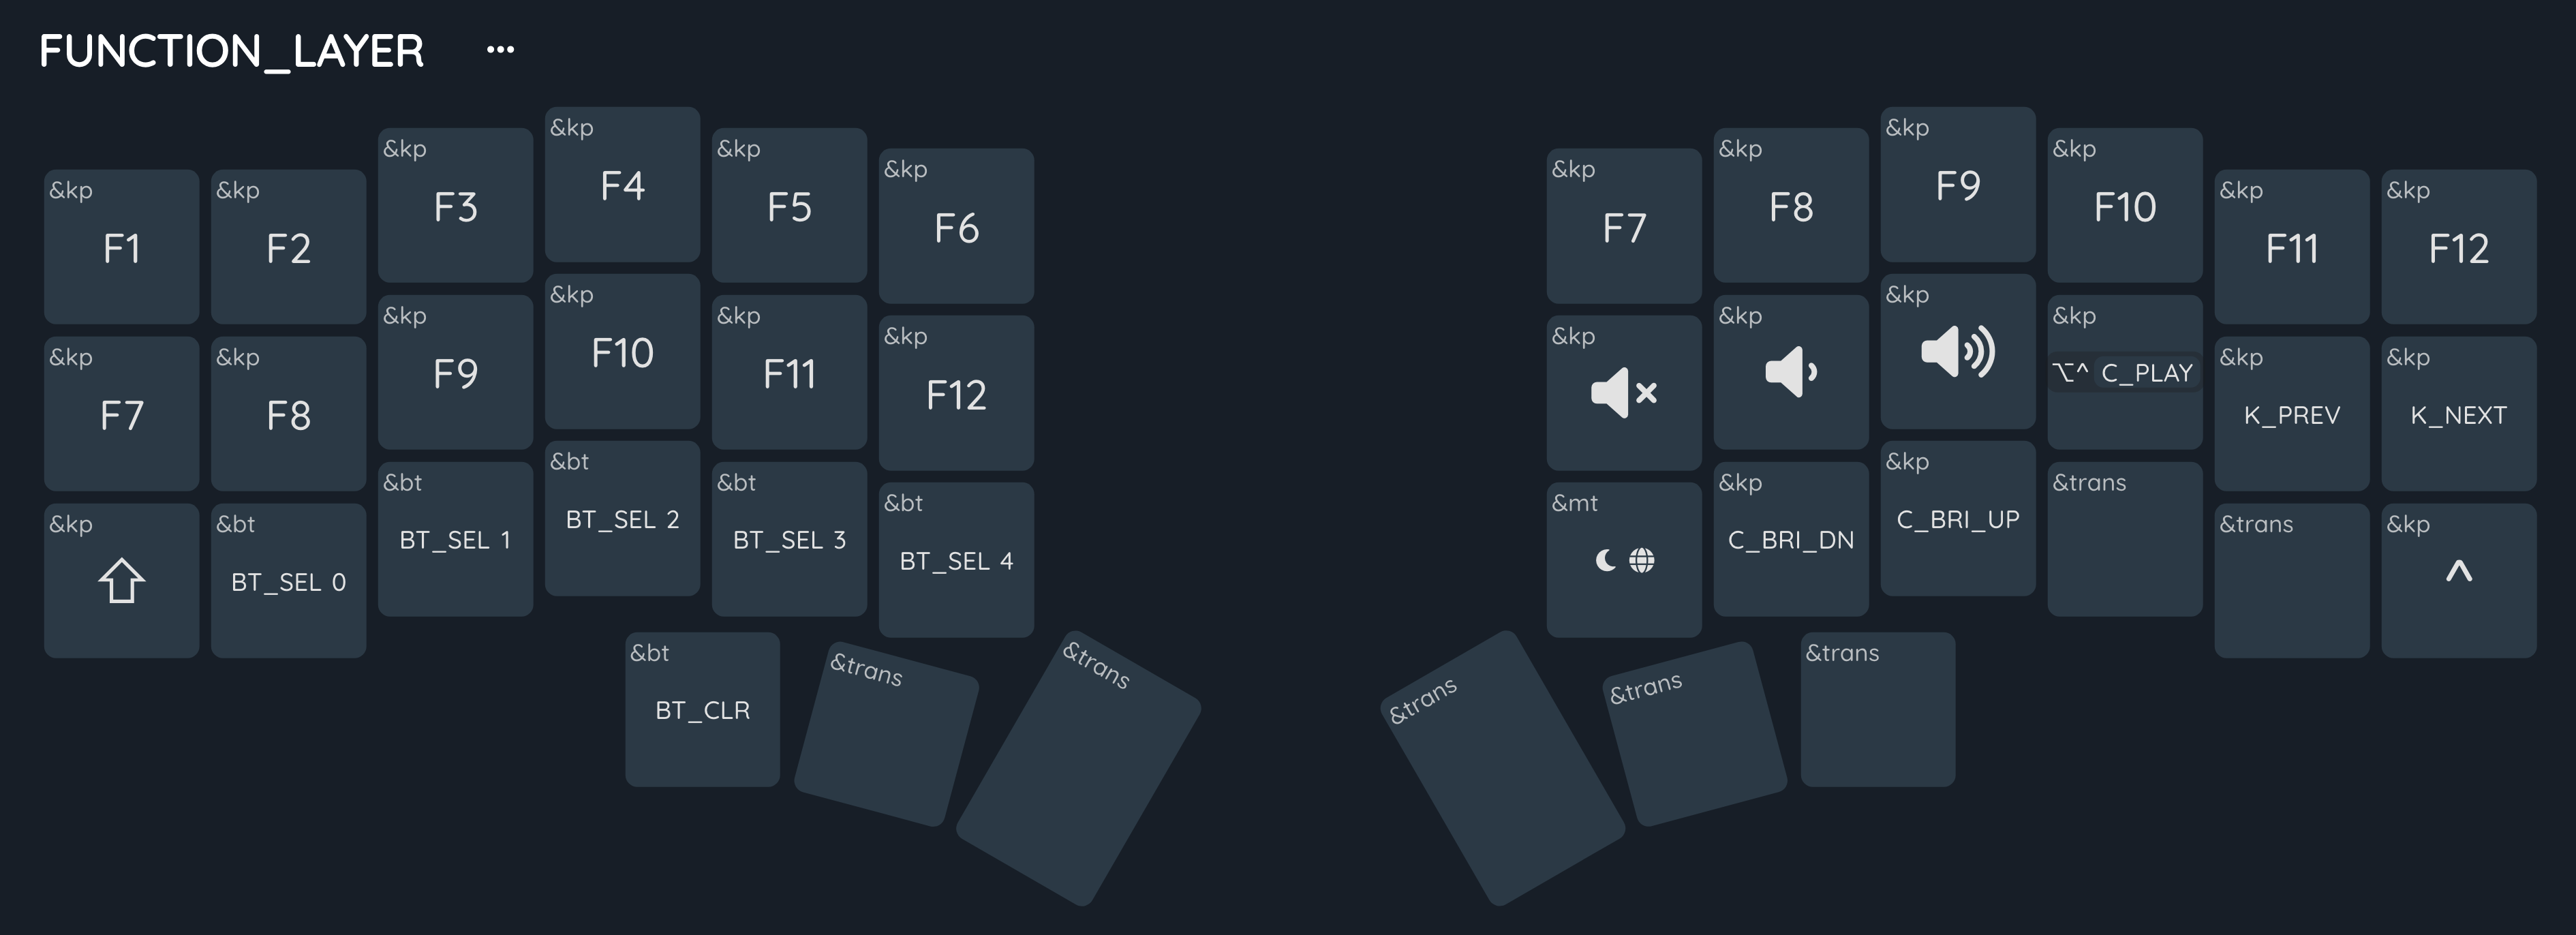 FUNCTION_LAYER ...
&kp F1
&kp F2
&kp F3
&kp F4
&kp F5
&kp F6
&kp F7
&kp F8
&kp F9
&kp F10
&kp F11
&kp F12
&kp F7
&kp F8
&kp F9
&kp F10
&kp F11
&kp F12
&kp
&kp
&kp
&kp ⌥^ C_PLAY
&kp K_PREV
&kp K_NEXT
&kp
&bt BT_SEL 0
&bt BT_SEL 1
&bt BT_SEL 2
&bt BT_SEL 3
&bt BT_SEL 4
&mt
&kp C_BRI_DN
&kp C_BRI_UP
&trans
&trans
&kp ^
&bt BT_CLR
&trans
&trans
&trans
&trans
&trans